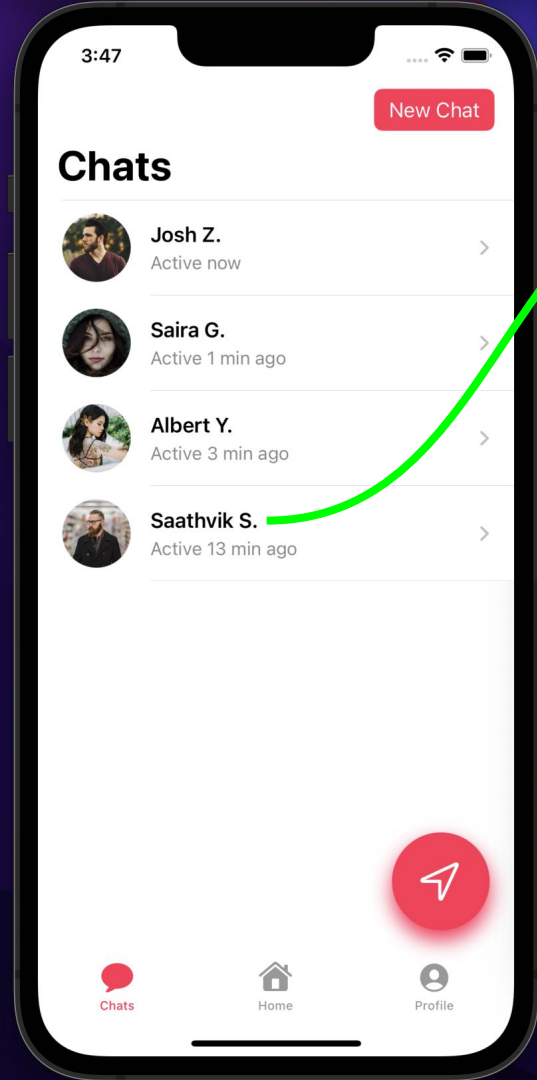 3:47
New Chat
Chats
Josh Z.
Active now
Saira G.
Active 1 min ago
Albert Y.
Active 3 min ago
Saathvik S.
Active 13 min ago
Chats
Home
Profile